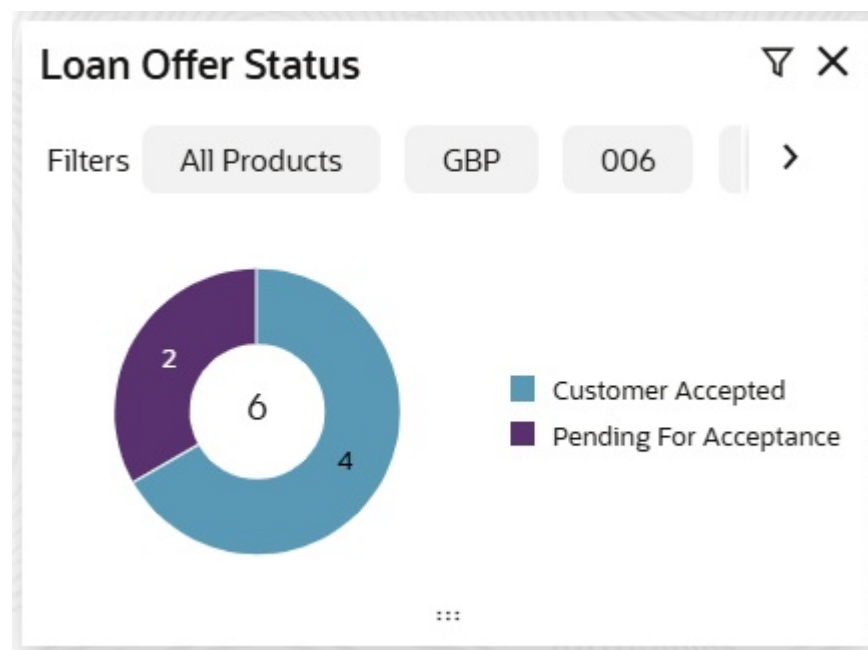 Loan Offer Status
Filters All Products GBP 006
2
6
4
Customer Accepted
Pending For Acceptance